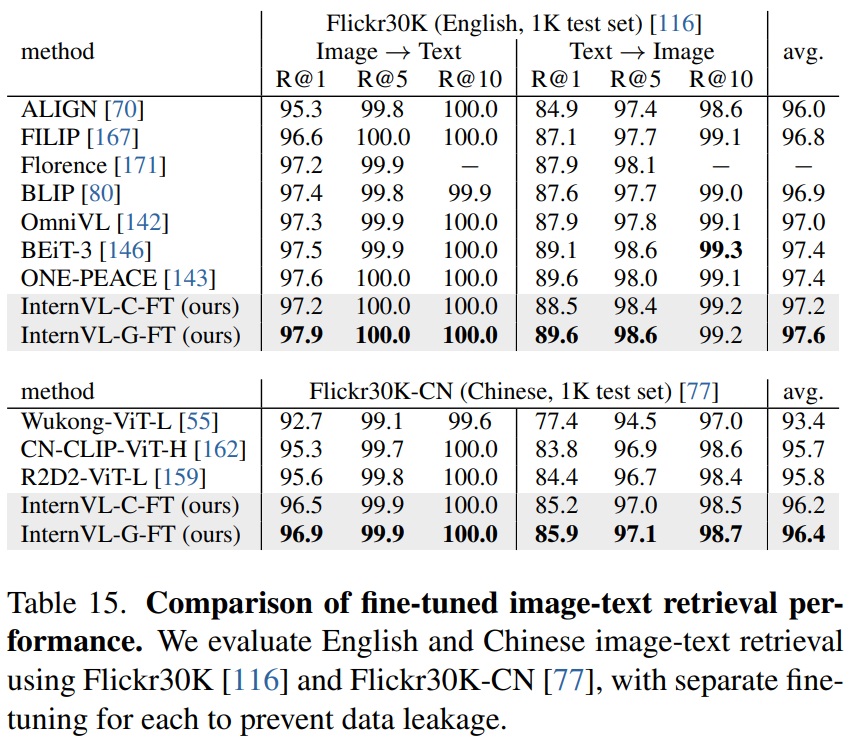 Flickr30K (English, 1K test set) [116]
method Image → Text Text → Image avg.
R@1 R@5 R@10 R@1 R@5 R@10
ALIGN [70] 95.3 99.8 100.0 84.9 97.4 98.6 96.0
FILIP [167] 96.6 100.0 100.0 87.1 97.7 99.1 96.8
Florence [171] 97.2 99.9 – 87.9 98.1 – –
BLIP [80] 97.4 99.8 99.9 87.6 97.7 99.0 96.9
OmniVL [142] 97.3 99.9 100.0 87.9 97.8 99.1 97.0
BEiT-3 [146] 97.5 99.9 100.0 89.1 98.6 99.3 97.4
ONE-PEACE [143] 97.6 100.0 100.0 89.6 98.0 99.1 97.4
InternVL-C-FT (ours) 97.2 100.0 100.0 88.5 98.4 99.2 97.2
InternVL-G-FT (ours) 97.9 100.0 100.0 89.6 98.6 99.2 97.6
method Flickr30K-CN (Chinese, 1K test set) [77] avg.
Wukong-ViT-L [55] 92.7 99.1 99.6 77.4 94.5 97.0 93.4
CN-CLIP-ViT-H [162] 95.3 99.7 100.0 83.8 96.9 98.6 95.7
R2D2-ViT-L [159] 95.6 99.8 100.0 84.4 96.7 98.4 95.8
InternVL-C-FT (ours) 96.5 99.9 100.0 85.2 97.0 98.5 96.2
InternVL-G-FT (ours) 96.9 99.9 100.0 85.9 97.1 98.7 96.4
Table 15. Comparison of fine-tuned image-text retrieval per-
formance. We evaluate English and Chinese image-text retrieval
using Flickr30K [116] and Flickr30K-CN [77], with separate fine-
tuning for each to prevent data leakage.